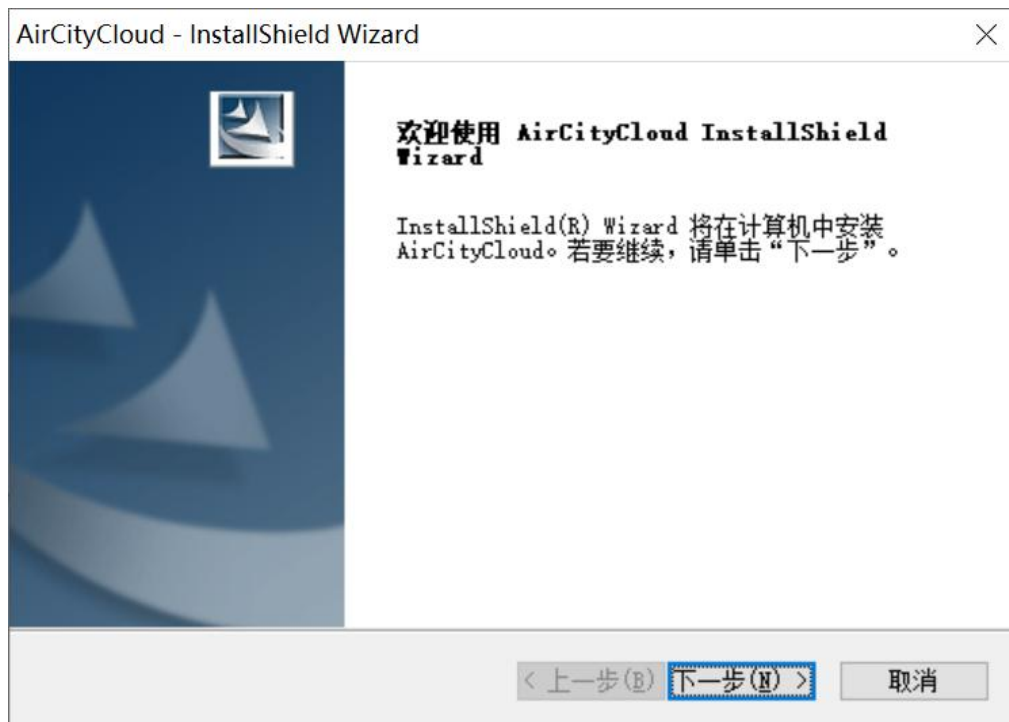 AirCityCloud - InstallShield Wizard
欢迎使用 AirCityCloud InstallShield
Wizard
InstallShield(R) Wizard 将在计算机中安装
AirCityCloud。若要继续，请单击“下一步”。
< 上一步(B) 下一步(N) > 取消